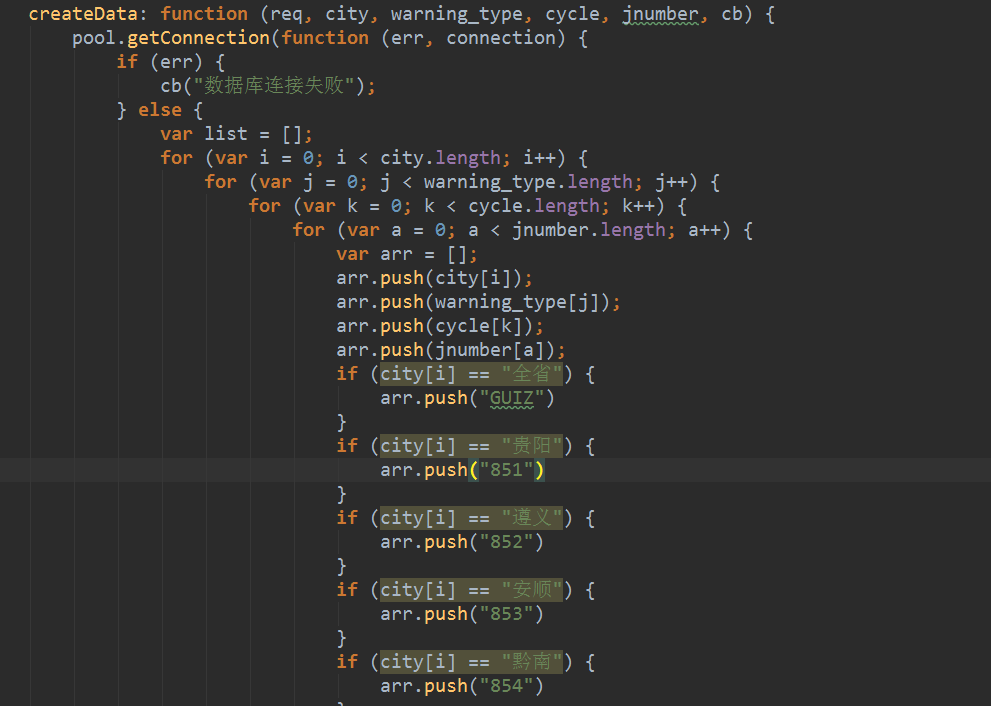 createData: function (req, city, warning_type, cycle, jnumber, cb) {
pool.getConnection(function (err, connection) {
if (err) {
cb("数据库连接失败");
} else {
var list = [];
for (var i = 0; i < city.length; i++) {
for (var j = 0; j < warning_type.length; j++) {
for (var k = 0; k < cycle.length; k++) {
for (var a = 0; a < jnumber.length; a++) {
var arr = [];
arr.push(city[i]);
arr.push(warning_type[j]);
arr.push(cycle[k]);
arr.push(jnumber[a]);
if (city[i] == "全省") {
arr.push("GUIZ")
}
if (city[i] == "贵阳") {
arr.push("851")
}
if (city[i] == "遵义") {
arr.push("852")
}
if (city[i] == "安顺") {
arr.push("853")
}
if (city[i] == "黔南") {
arr.push("854")
}